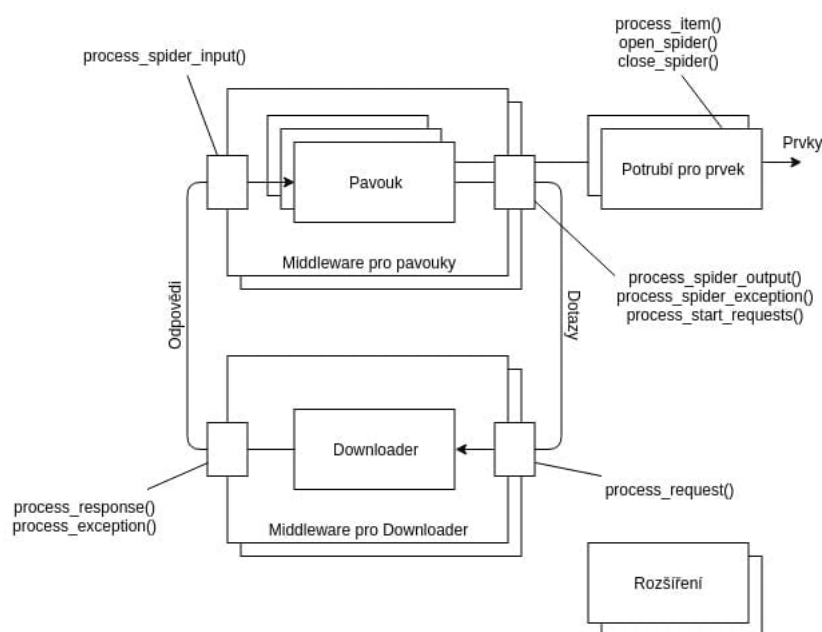 process_item()
open_spider()
close_spider()
process_spider_input()
Prvky
Pavouk
Potrubí pro prvek
Middleware pro pavouky
process_spider_output()
process_spider_exception()
process_start_requests()
Odpovědi
Dotazy
Downloader
process_request()
process_response()
process_exception()
Middleware pro Downloader
Rozšíření